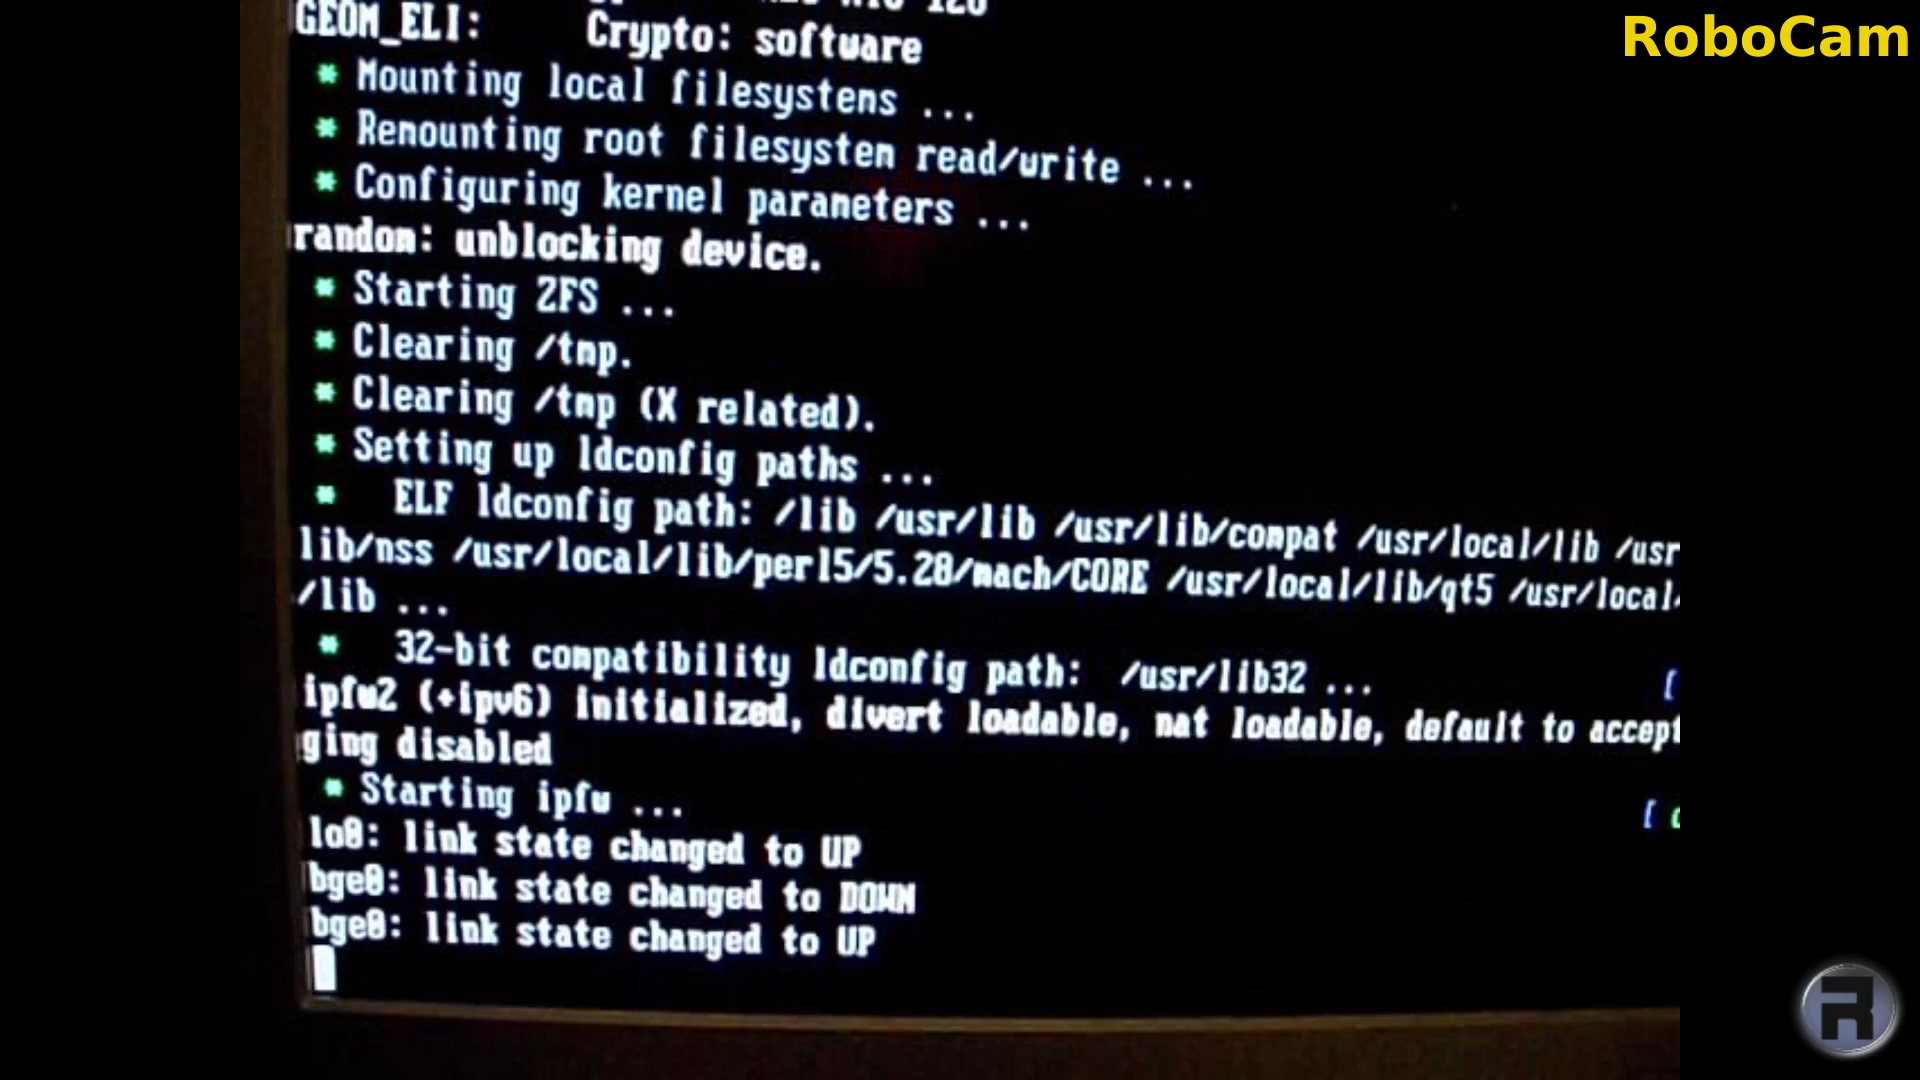 RoboCam
GEOM_ELI: Crypto: software
* Mounting local filesystems ...
* Remounting root filesystem read/write ...
* Configuring kernel parameters ...
random: unblocking device.
* Starting ZFS ...
* Clearing /tmp.
* Clearing /tmp (X related).
* Setting up ldconfig paths ...
* ELF ldconfig path: /lib /usr/lib /usr/lib/compat /usr/local/lib /usr
lib/nss /usr/local/lib/perl5/5.28/mach/CORE /usr/local/lib/qt5 /usr/local/
/lib ...
* 32-bit compatibility ldconfig path: /usr/lib32 ... [
ipfw2 (+ipv6) initialized, divert loadable, nat loadable, default to accept
ging disabled
* Starting ipfw ... [
lo0: link state changed to UP
bge0: link state changed to DOWN
bge0: link state changed to UP
R